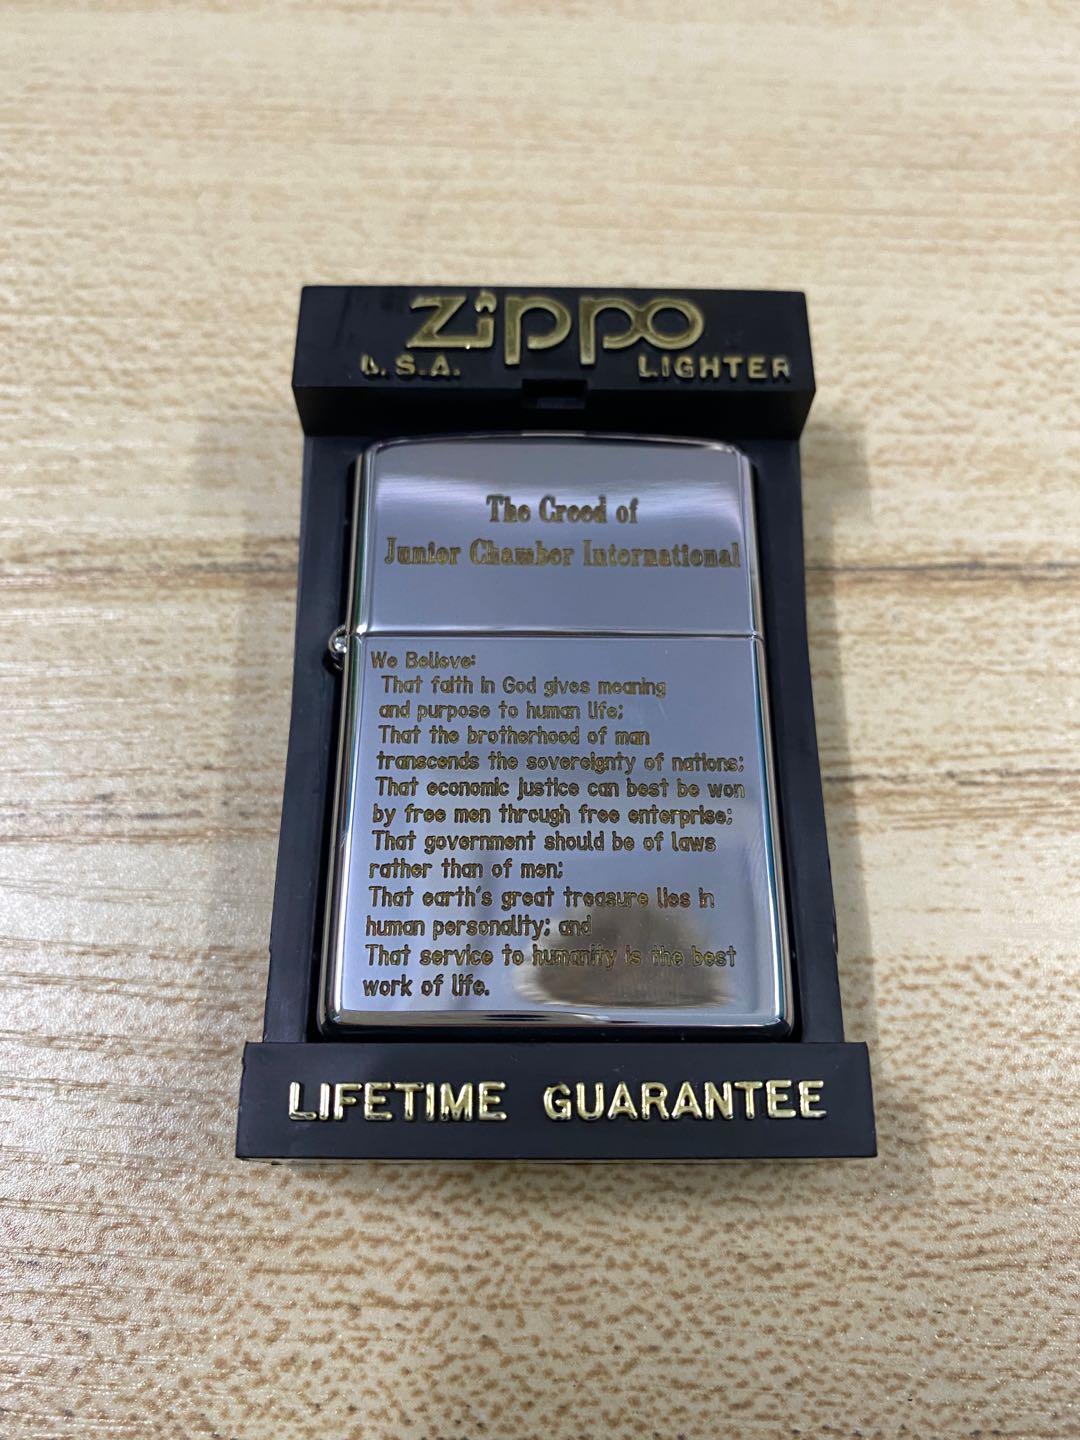 Zippo
U.S.A. LIGHTER
The Creed of
Junior Chamber International
We Believe:
That faith in God gives meaning
and purpose to human life;
That the brotherhood of man
transcends the sovereignty of nations;
That economic justice can best be won
by free men through free enterprise;
That government should be of laws
rather than of men;
That earth's great treasure lies in
human personality; and
That service to humanity is the best
work of life.
LIFETIME GUARANTEE